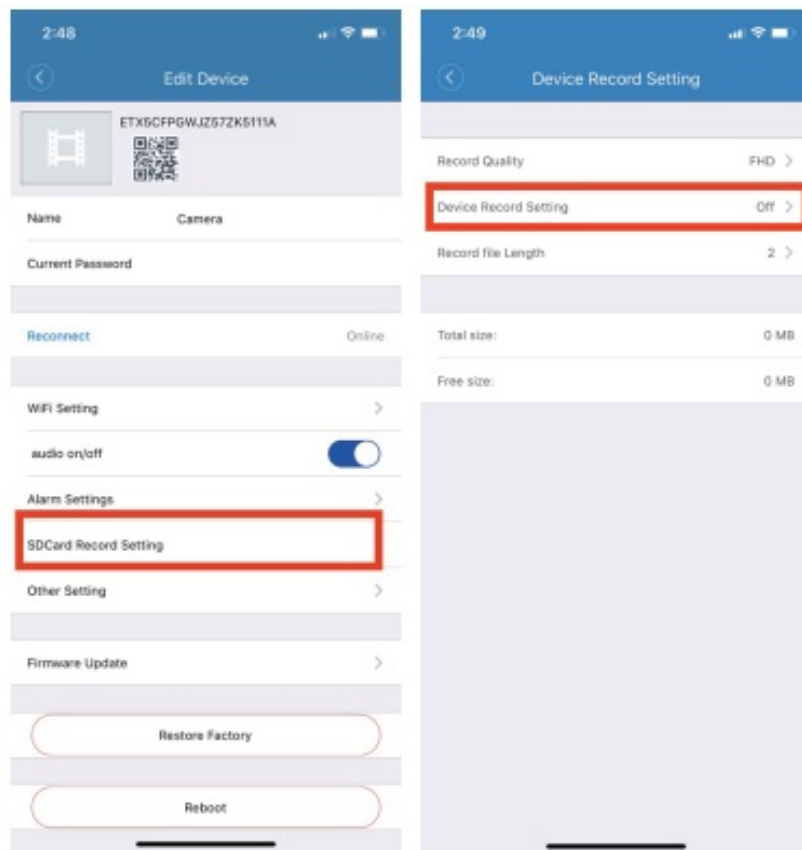 2:48
Edit Device
ETX5CFPGWJZ57ZK5111A
Name Camera
Current Password
Reconnect Online
WiFi Setting
audio on/off
Alarm Settings
SDCard Record Setting
Other Setting
Firmware Update
Restore Factory
Reboot
2:49
Device Record Setting
Record Quality FHD
Device Record Setting Off
Record file Length 2
Total size: 0 MB
Free size: 0 MB